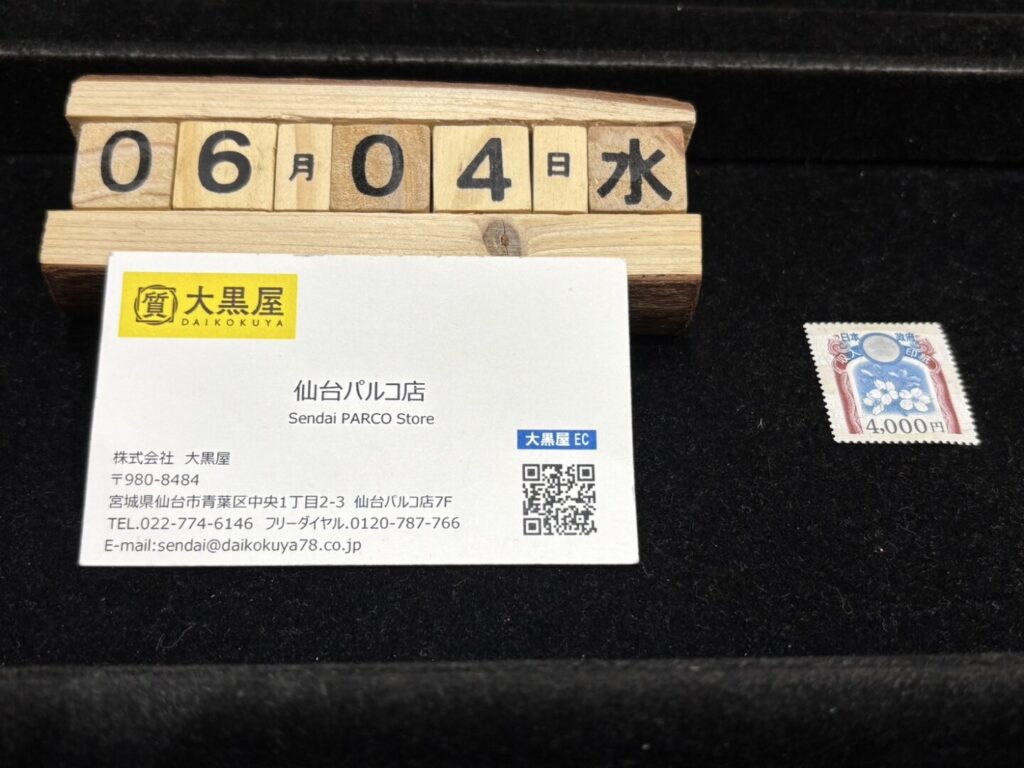 06月04日水
質 大黒屋
DAIKOKUYA
仙台パルコ店
Sendai PARCO Store
大黒屋 EC
株式会社 大黒屋
〒980-8484
宮城県仙台市青葉区中央1丁目2-3 仙台パルコ店7F
TEL.022-774-6146 フリーダイヤル.0120-787-766
E-mail:sendai@daikokuya78.co.jp
日本 政府
収入 印紙
4,000円